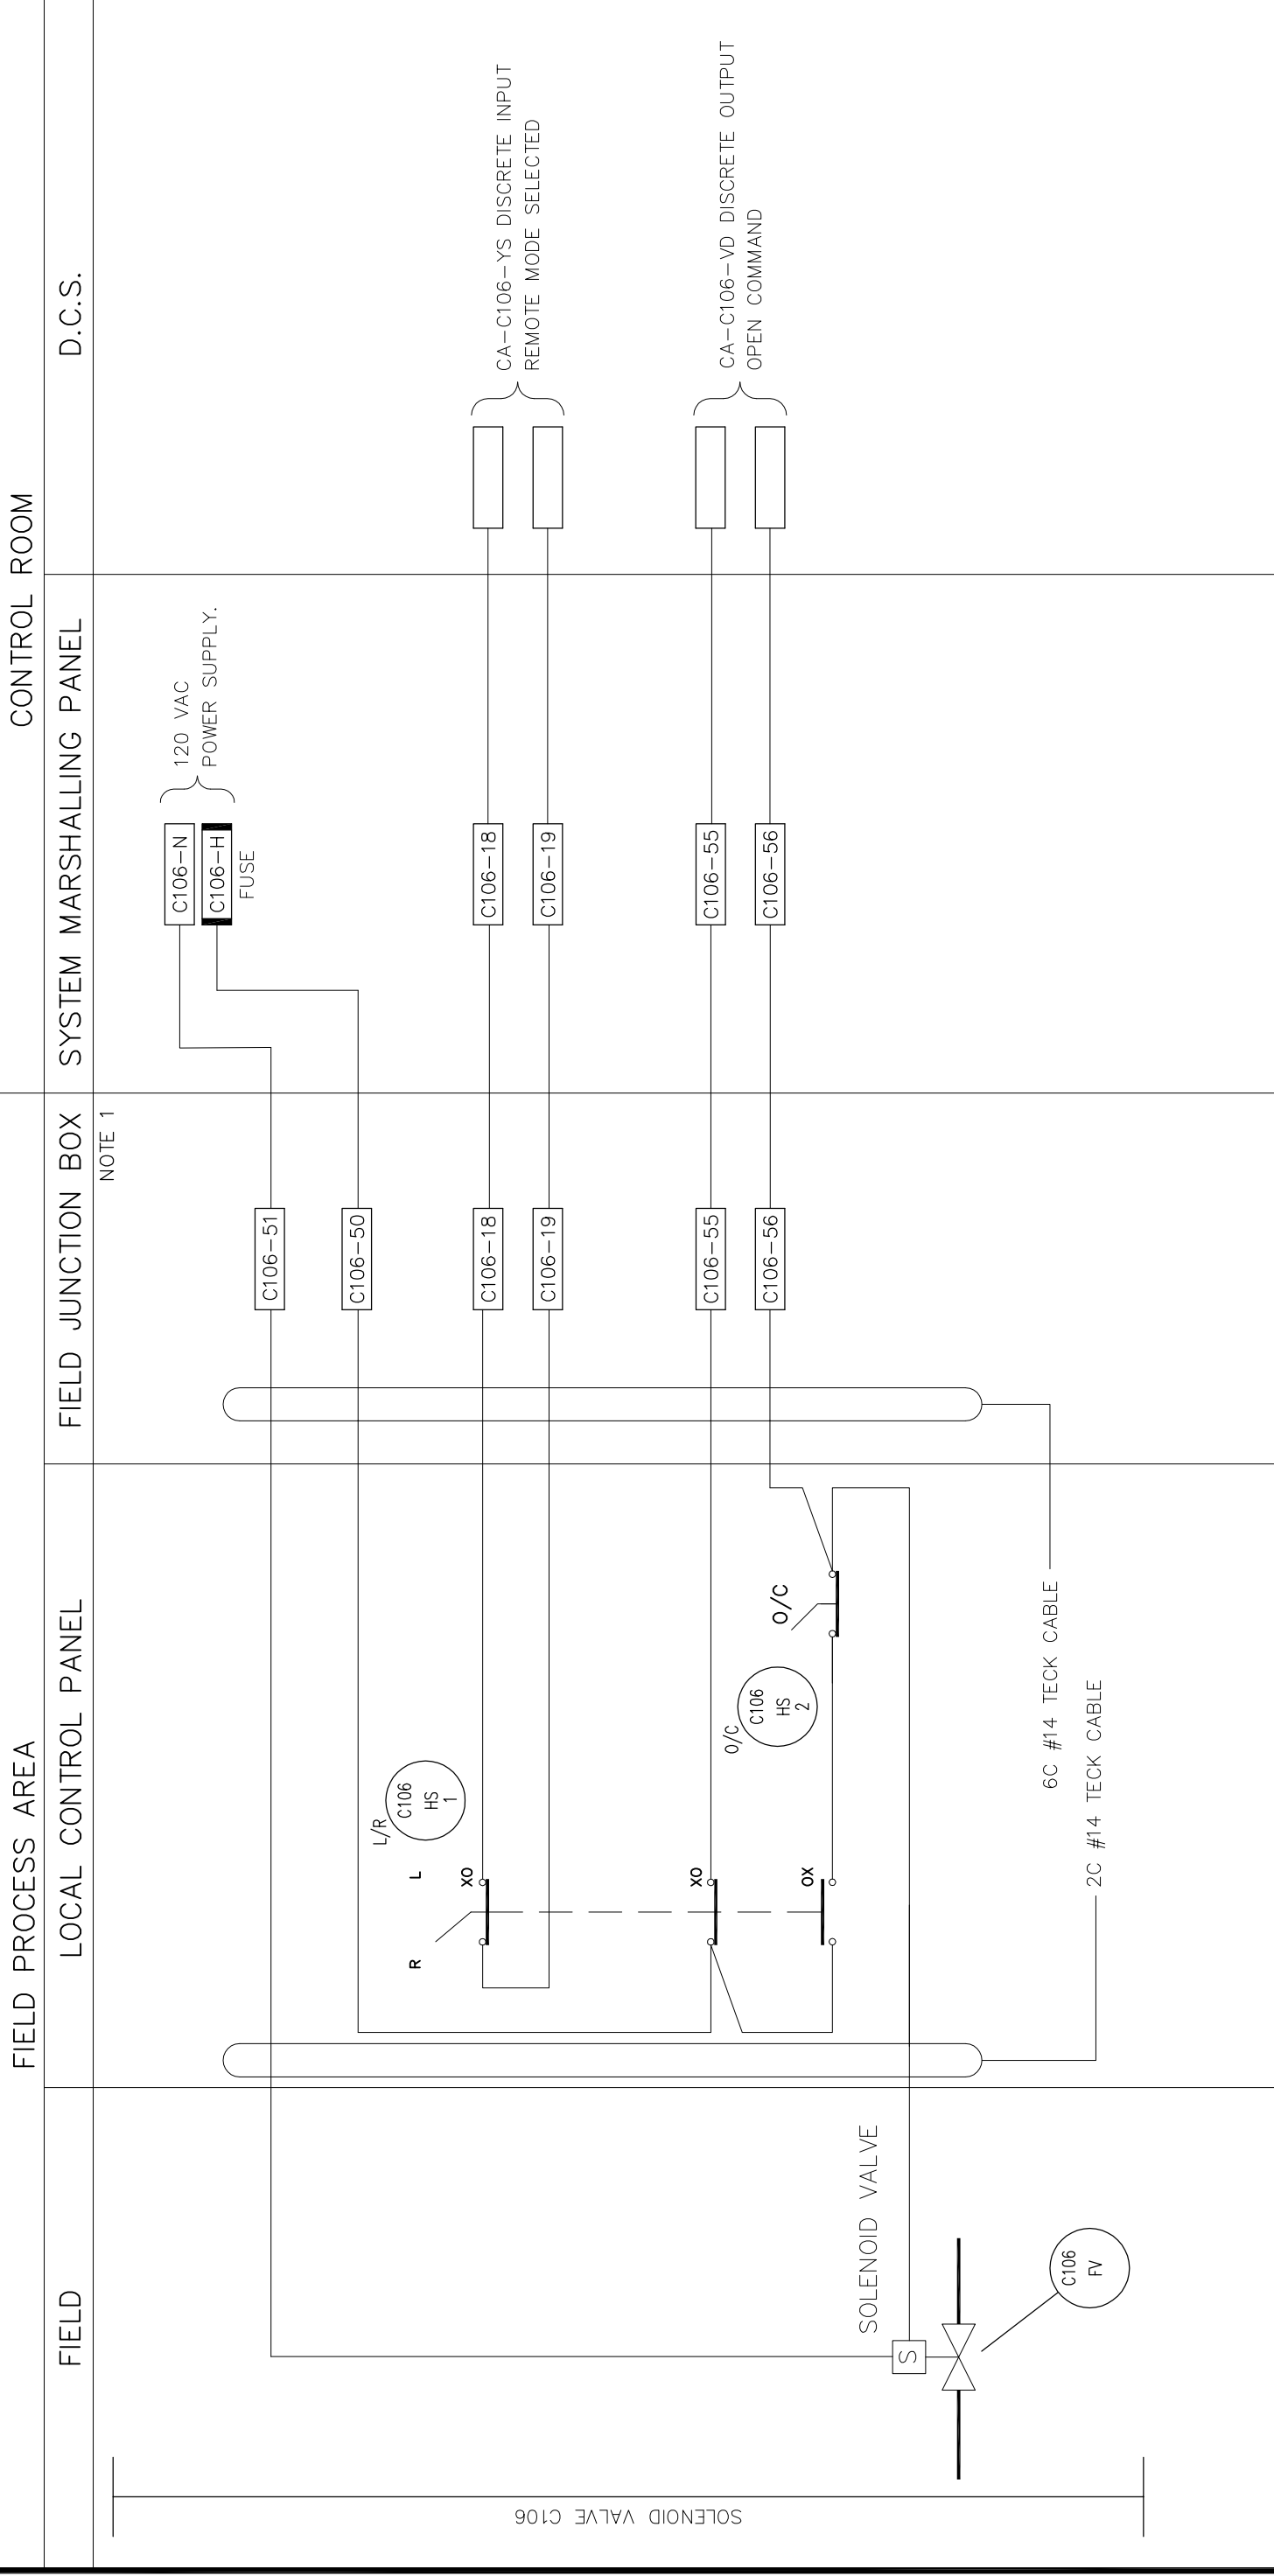 FIELD PROCESS AREA
CONTROL ROOM
FIELD
LOCAL CONTROL PANEL
FIELD JUNCTION BOX
SYSTEM MARSHALLING PANEL
D.C.S.
NOTE 1
C106-51
C106-50
C106-N
C106-H
FUSE
120 VAC
POWER SUPPLY.
L/R
C106
HS
1
R
L
XO
C106-18
C106-18
C106-19
C106-19
CA-C106-YS DISCRETE INPUT
REMOTE MODE SELECTED
XO
C106-55
C106-55
C106-56
C106-56
CA-C106-VD DISCRETE OUTPUT
OPEN COMMAND
O/C
C106
HS
2
O/C
OX
SOLENOID VALVE
S
C106
FV
6C #14 TECK CABLE
2C #14 TECK CABLE
SOLENOID VALVE C106